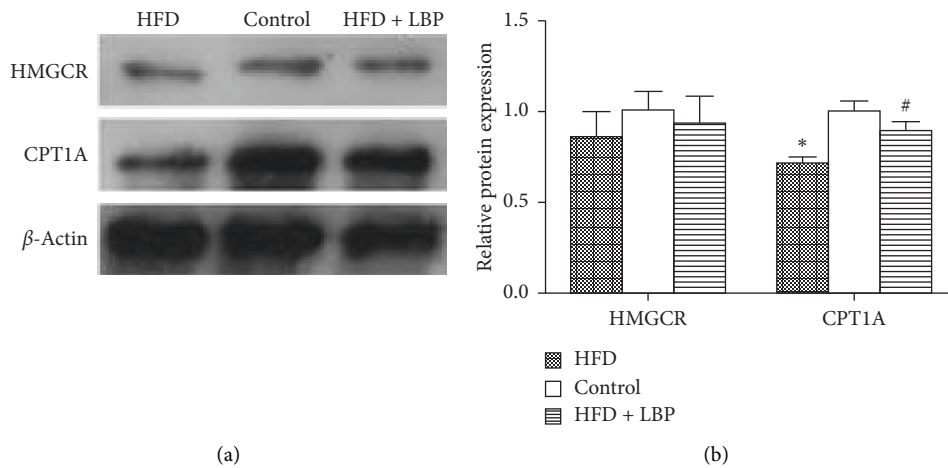 HFD Control HFD + LBP
HMGCR
CPT1A
β-Actin
(a)
Relative protein expression
1.5
1.0
0.5
0.0
*
#
HMGCR CPT1A
HFD
Control
HFD + LBP
(b)